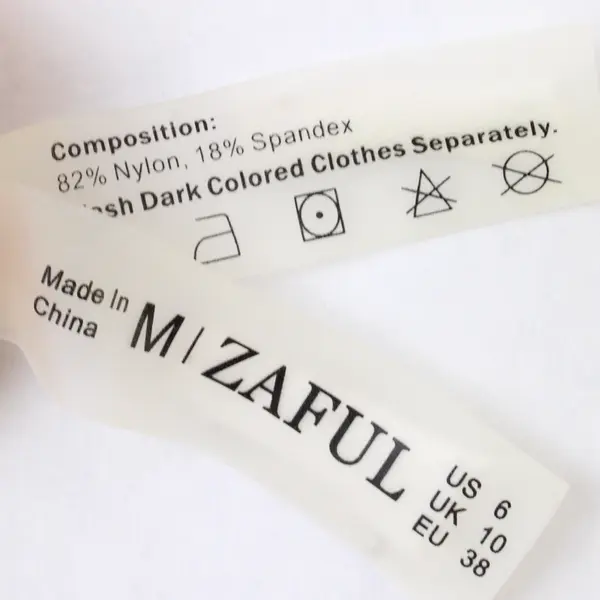 Composition:
82% Nylon, 18% Spandex
Dark Colored Clothes Separately.
Made In
China
M | ZAFUL
US 6
UK 10
EU 38